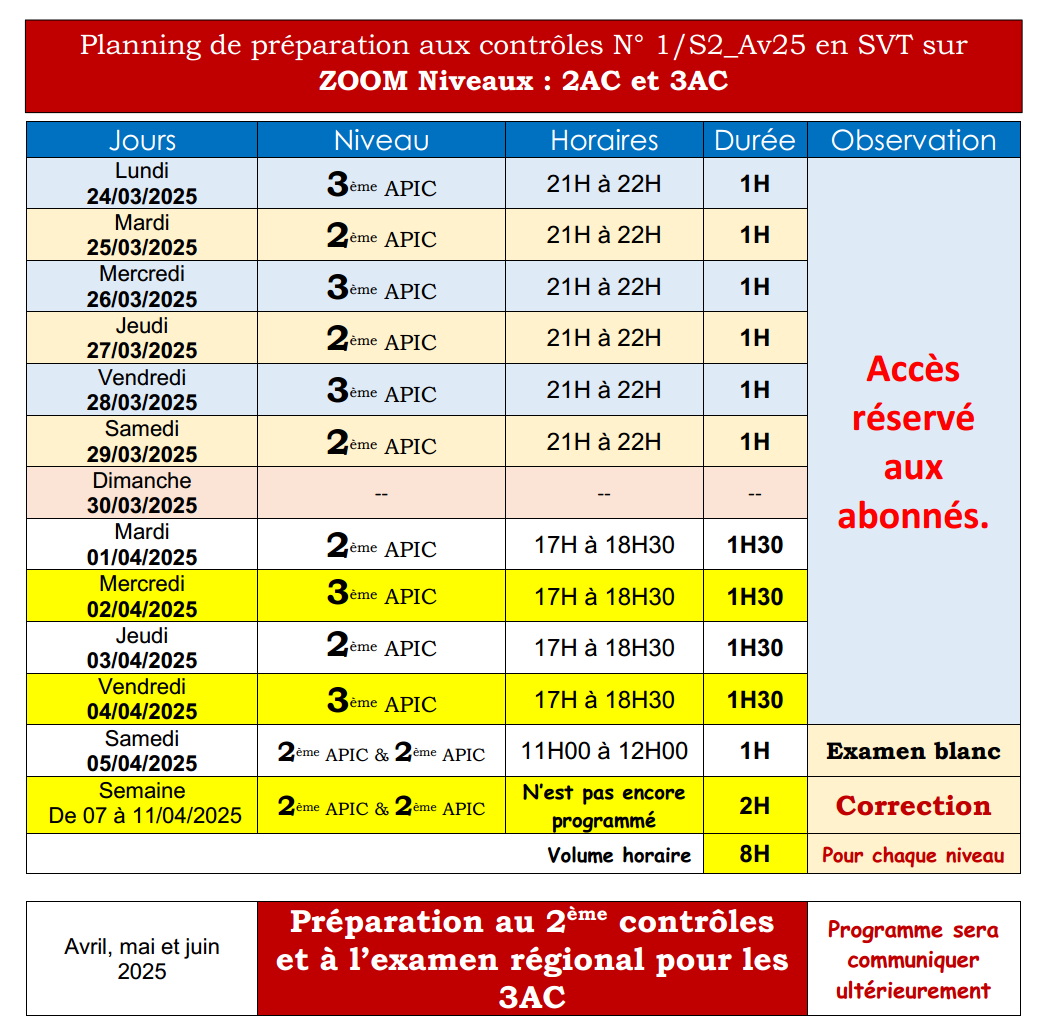 Planning de préparation aux contrôles N° 1/S2_Av25 en SVT sur
ZOOM Niveaux : 2AC et 3AC
Jours Niveau Horaires Durée Observation
Lundi
24/03/2025 3ème APIC 21H à 22H 1H
Mardi
25/03/2025 2ème APIC 21H à 22H 1H
Mercredi
26/03/2025 3ème APIC 21H à 22H 1H
Jeudi
27/03/2025 2ème APIC 21H à 22H 1H
Vendredi
28/03/2025 3ème APIC 21H à 22H 1H
Samedi
29/03/2025 2ème APIC 21H à 22H 1H
Dimanche
30/03/2025 -- -- --
Mardi
01/04/2025 2ème APIC 17H à 18H30 1H30
Mercredi
02/04/2025 3ème APIC 17H à 18H30 1H30
Jeudi
03/04/2025 2ème APIC 17H à 18H30 1H30
Vendredi
04/04/2025 3ème APIC 17H à 18H30 1H30
Accès
réservé
aux
abonnés.
Samedi
05/04/2025 2ème APIC & 2ème APIC 11H00 à 12H00 1H Examen blanc
Semaine
De 07 à 11/04/2025 2ème APIC & 2ème APIC
N'est pas encore
programmé
2H Correction
Volume horaire 8H Pour chaque niveau
Avril, mai et juin
2025
Préparation au 2ème contrôles
et à l'examen régional pour les
3AC
Programme sera
communiquer
ultérieurement